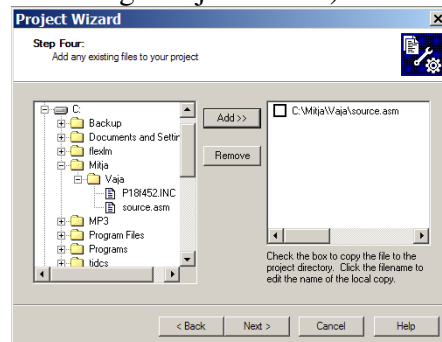 Project Wizard
Step Four:
Add any existing files to your project
C:
Backup
Documents and Settir
flexlm
Mitja
Vaja
P18f452.INC
source.asm
MP3
Program Files
Programs
tidcs
Add >>
Remove
C:\Mitja\Vaja\source.asm
Check the box to copy the file to the
project directory. Click the filename to
edit the name of the local copy.
< Back
Next >
Cancel
Help